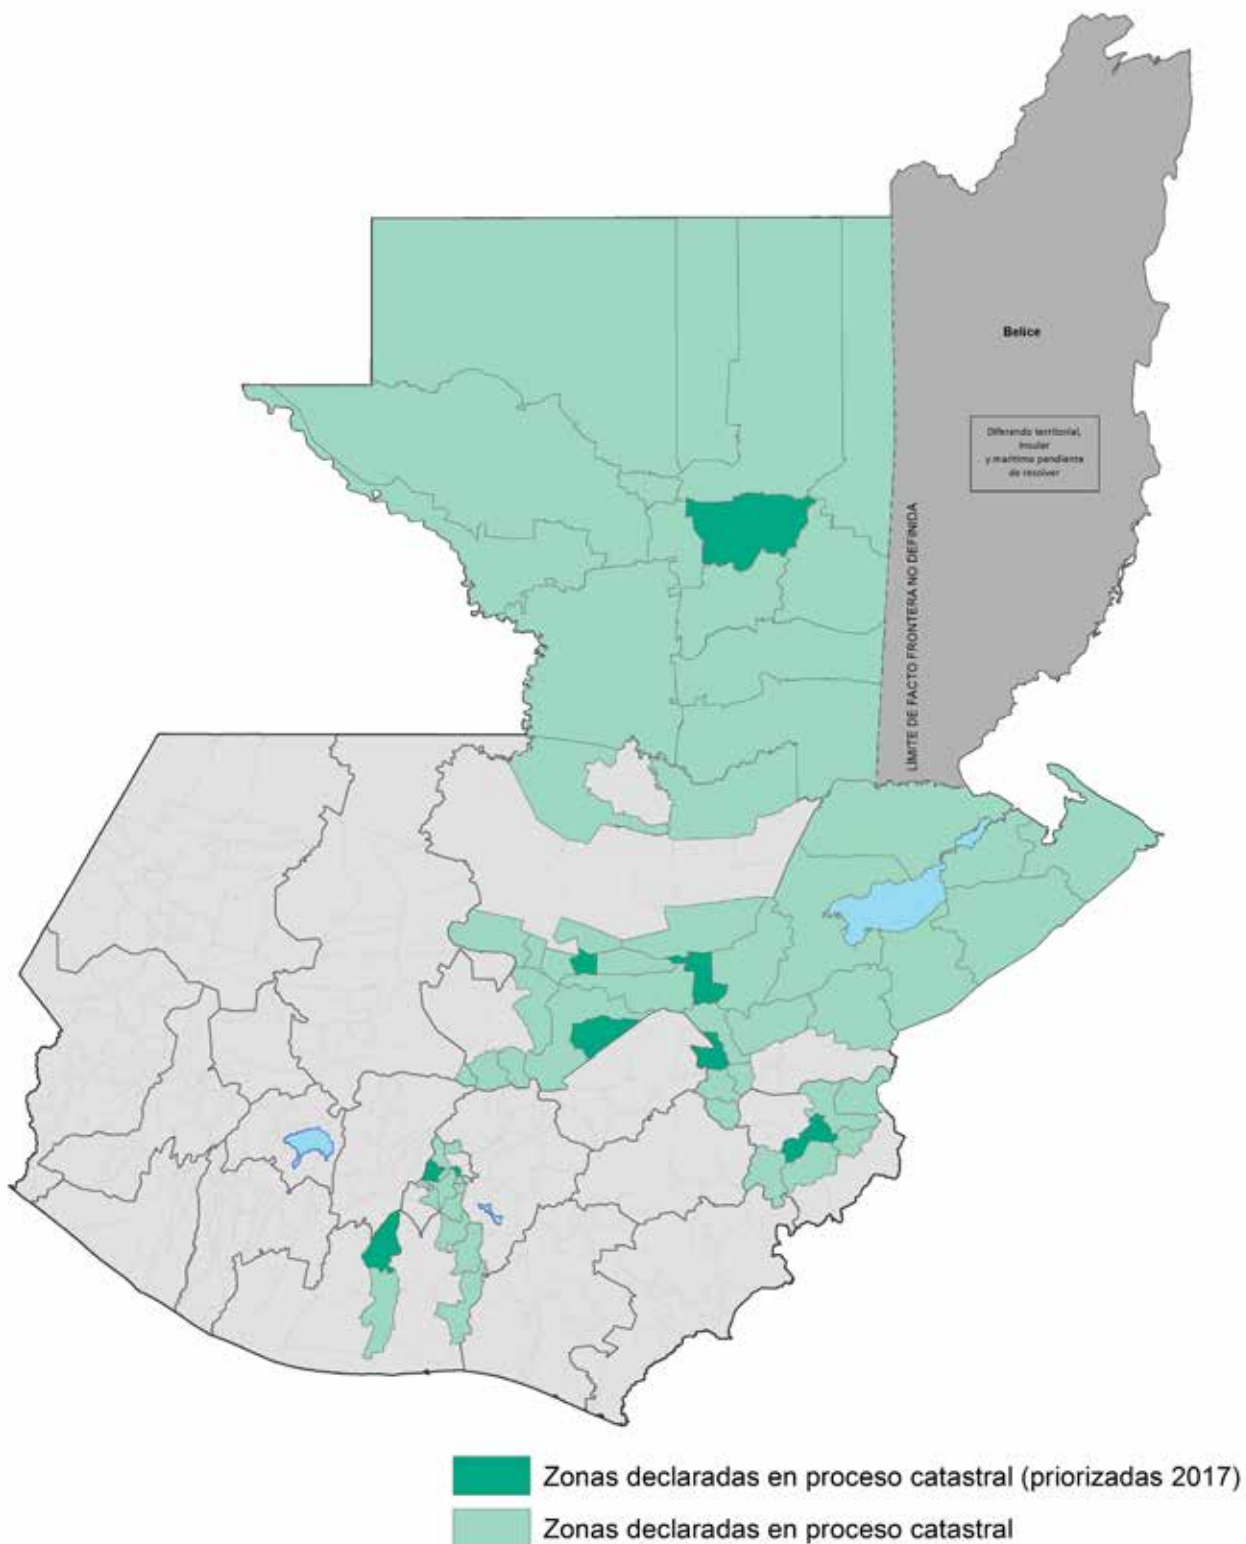 Belice
Diferendo territorial,
insular
y marítimo pendiente
de resolver
LÍMITE DE FACTO FRONTERA NO DEFINIDA
Zonas declaradas en proceso catastral (priorizadas 2017)
Zonas declaradas en proceso catastral